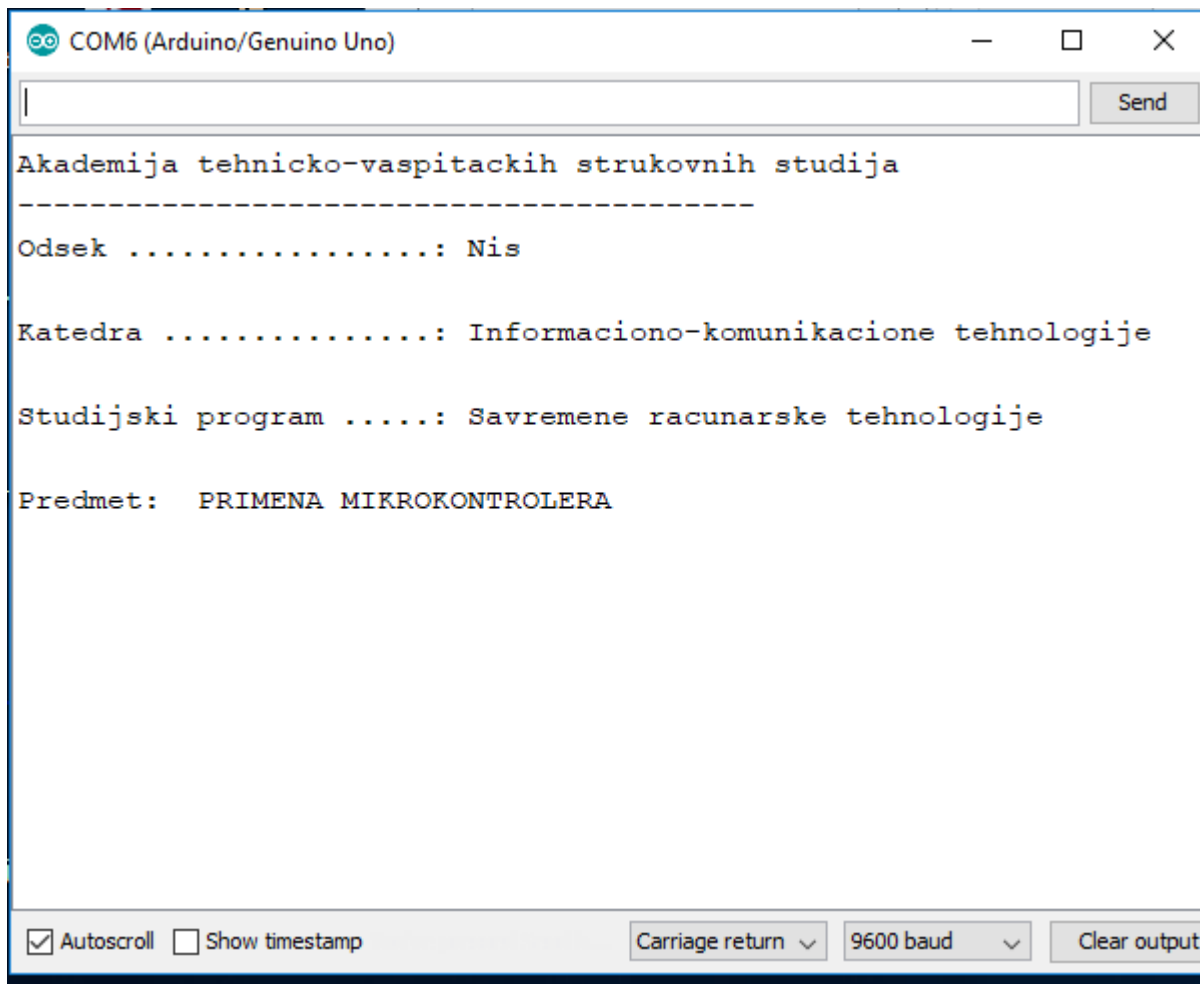 COM6 (Arduino/Genuino Uno)
Send
Akademija tehnicko-vaspitackih strukovnih studija
-----------------------------------------
Odsek .................: Nis
Katedra ...............: Informaciono-komunikacione tehnologije
Studijski program .....: Savremene racunarske tehnologije
Predmet:  PRIMENA MIKROKONTROLERA
Autoscroll Show timestamp Carriage return 9600 baud Clear output